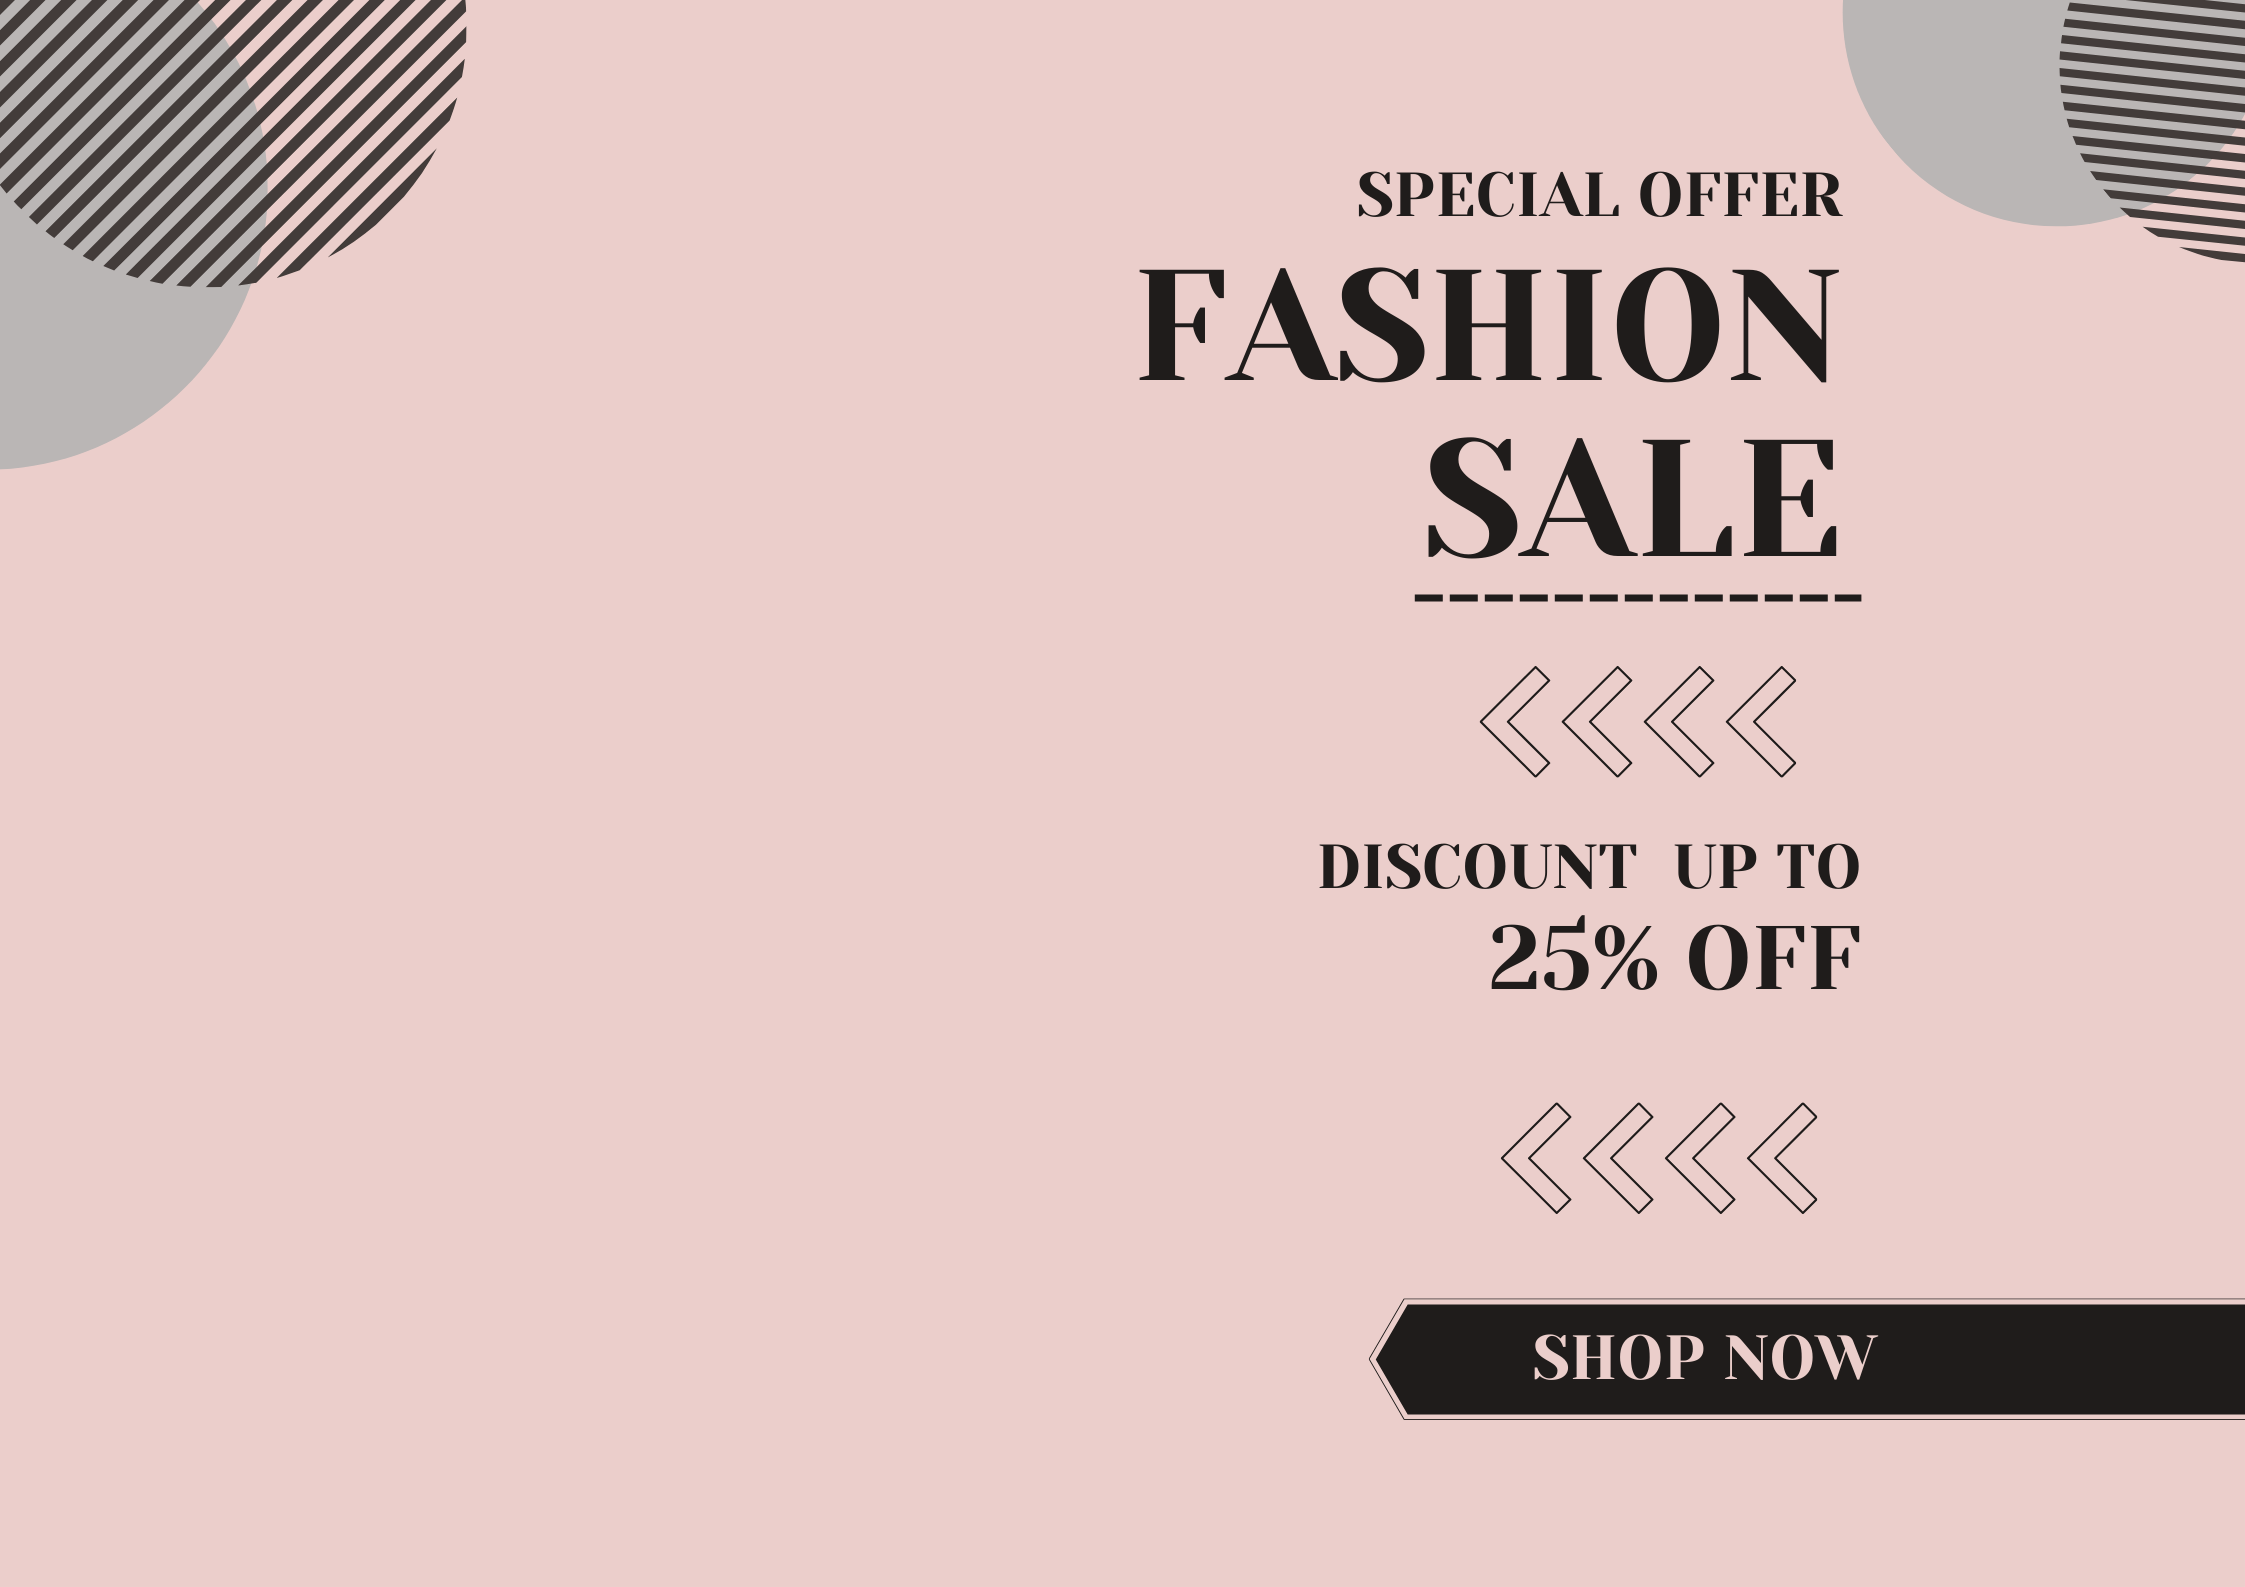 SPECIAL OFFER
FASHION
SALE
DISCOUNT UP TO
25% OFF
SHOP NOW